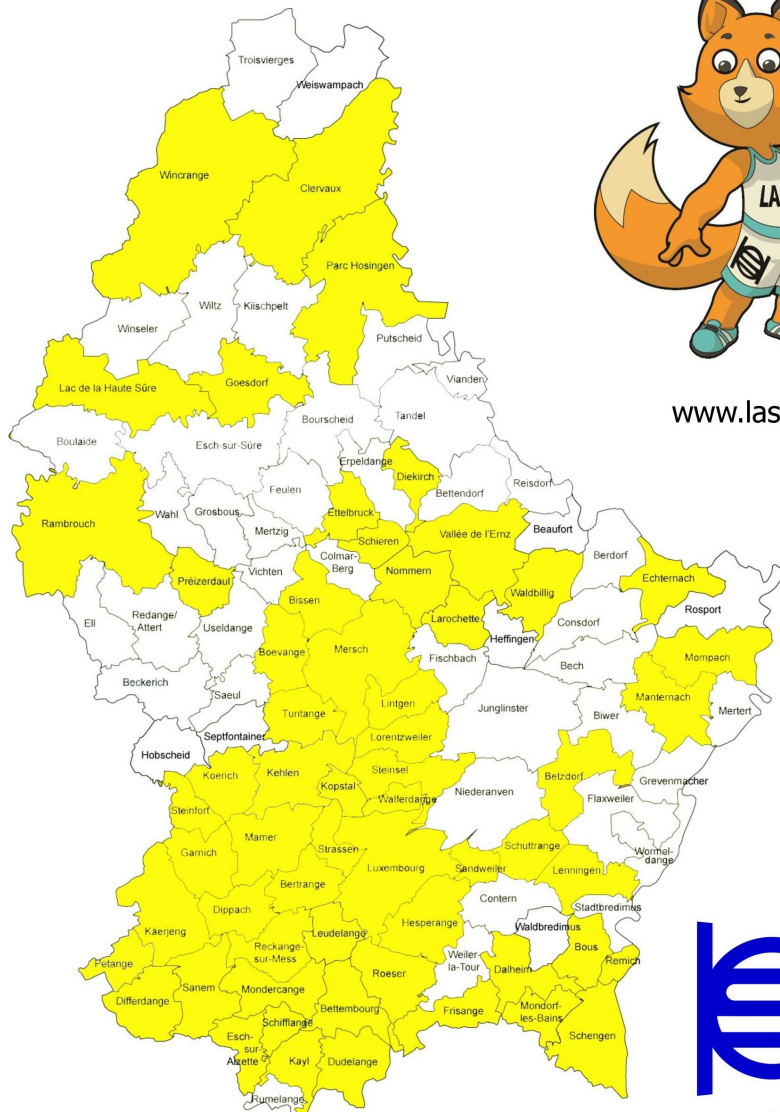 Troisvierges
Weiswampach
Wincrange
Clervaux
Parc Hosingen
Wiltz
Kiischpelt
Winseler
Putscheid
Vianden
Lac de la Haute Sûre
Goesdorf
Bourscheid
Tandel
Boulaide
Esch-sur-Sûre
Erpeldange
Diekirch
Bettendorf
Reisdorf
Feulen
Rambrouch
Wahl
Grosbous
Mertzig
Ettelbruck
Schieren
Vallée de l'Ernz
Beaufort
Berdorf
Colmar-
Berg
Vichten
Préizerdaul
Nommern
Waldbillig
Echternach
Bissen
Rosport
Ell
Redange/
Attert
Useldange
Larochette
Heffingen
Consdorf
Boevange
Mersch
Fischbach
Bech
Mompach
Beckerich
Saeul
Manternach
Mertert
Tuntange
Lintgen
Junglinster
Biwer
Septfontaines
Lorentzweiler
Hobscheid
Koerich
Kehlen
Steinsel
Kopstal
Walferdange
Niederanven
Betzdorf
Grevenmacher
Flaxweiler
Steinfort
Mamer
Strassen
Garnich
Schuttrange
Wormel-
dange
Luxembourg
Sandweiler
Lenningen
Bertrange
Contern
Stadtbredimus
Dippach
Hesperange
Waldbredimus
Kaerjeng
Leudelange
Reckange-
sur-Mess
Weiler-
la-Tour
Bous
Remich
Dalheim
Petange
Roeser
Sanem
Mondercange
Differdange
Bettembourg
Frisange
Mondorf-
les-Bains
Schengen
Schifflange
Esch-
sur-
Alzette
Kayl
Dudelange
Rumelange
LA
www.las